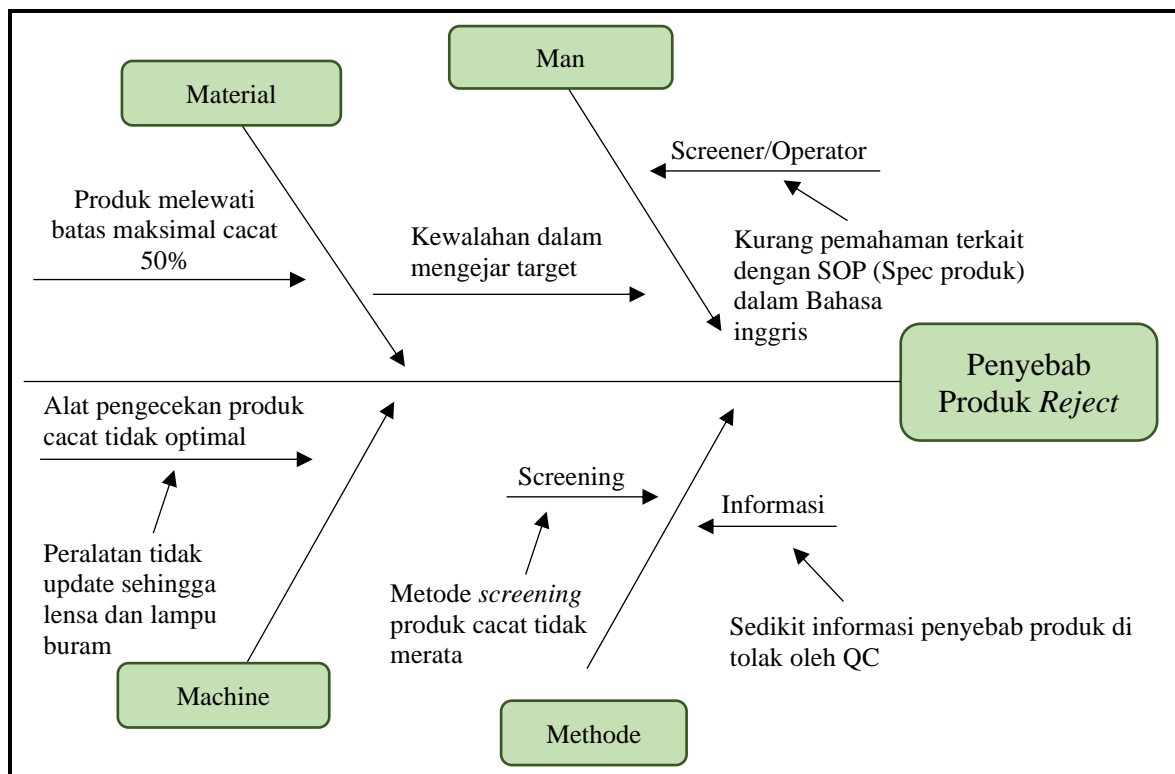 Man
Material
Screener/Operator
Produk melewati
batas maksimal cacat
50%
Kewalahan dalam
mengejar target
Kurang pemahaman terkait
dengan SOP (Spec produk)
dalam Bahasa
inggris
Penyebab
Produk Reject
Alat pengecekan produk
cacat tidak optimal
Screening
Informasi
Peralatan tidak
update sehingga
lensa dan lampu
buram
Metode screening
produk cacat tidak
merata
Sedikit informasi penyebab produk di
tolak oleh QC
Machine
Methode